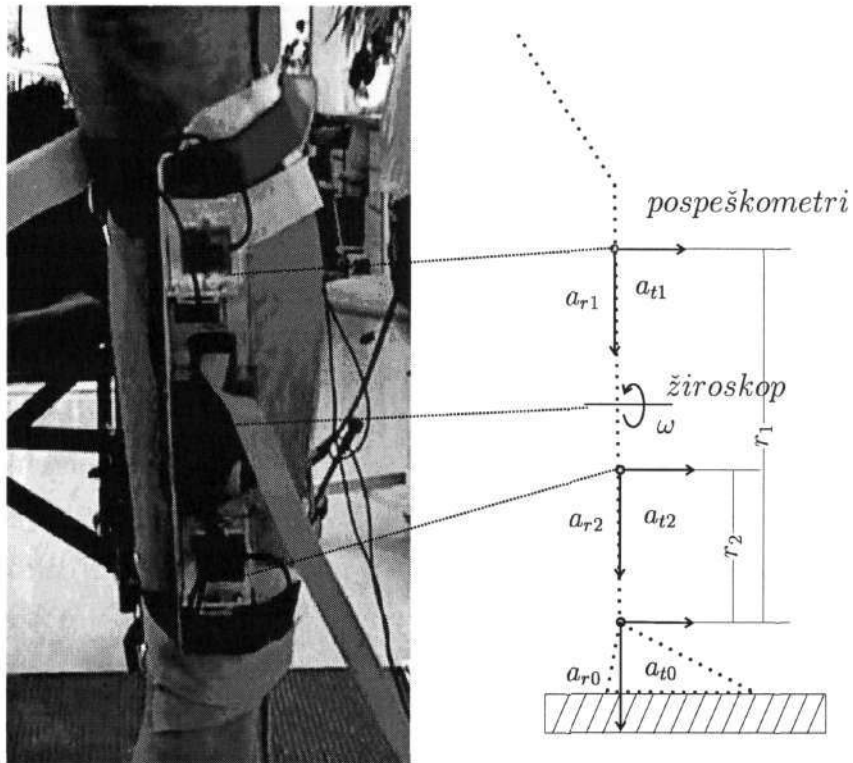 pospeškometri
a_{r1} a_{t1}
žiroskop
ω
r_1
a_{r2} a_{t2}
r_2
a_{r0} a_{t0}